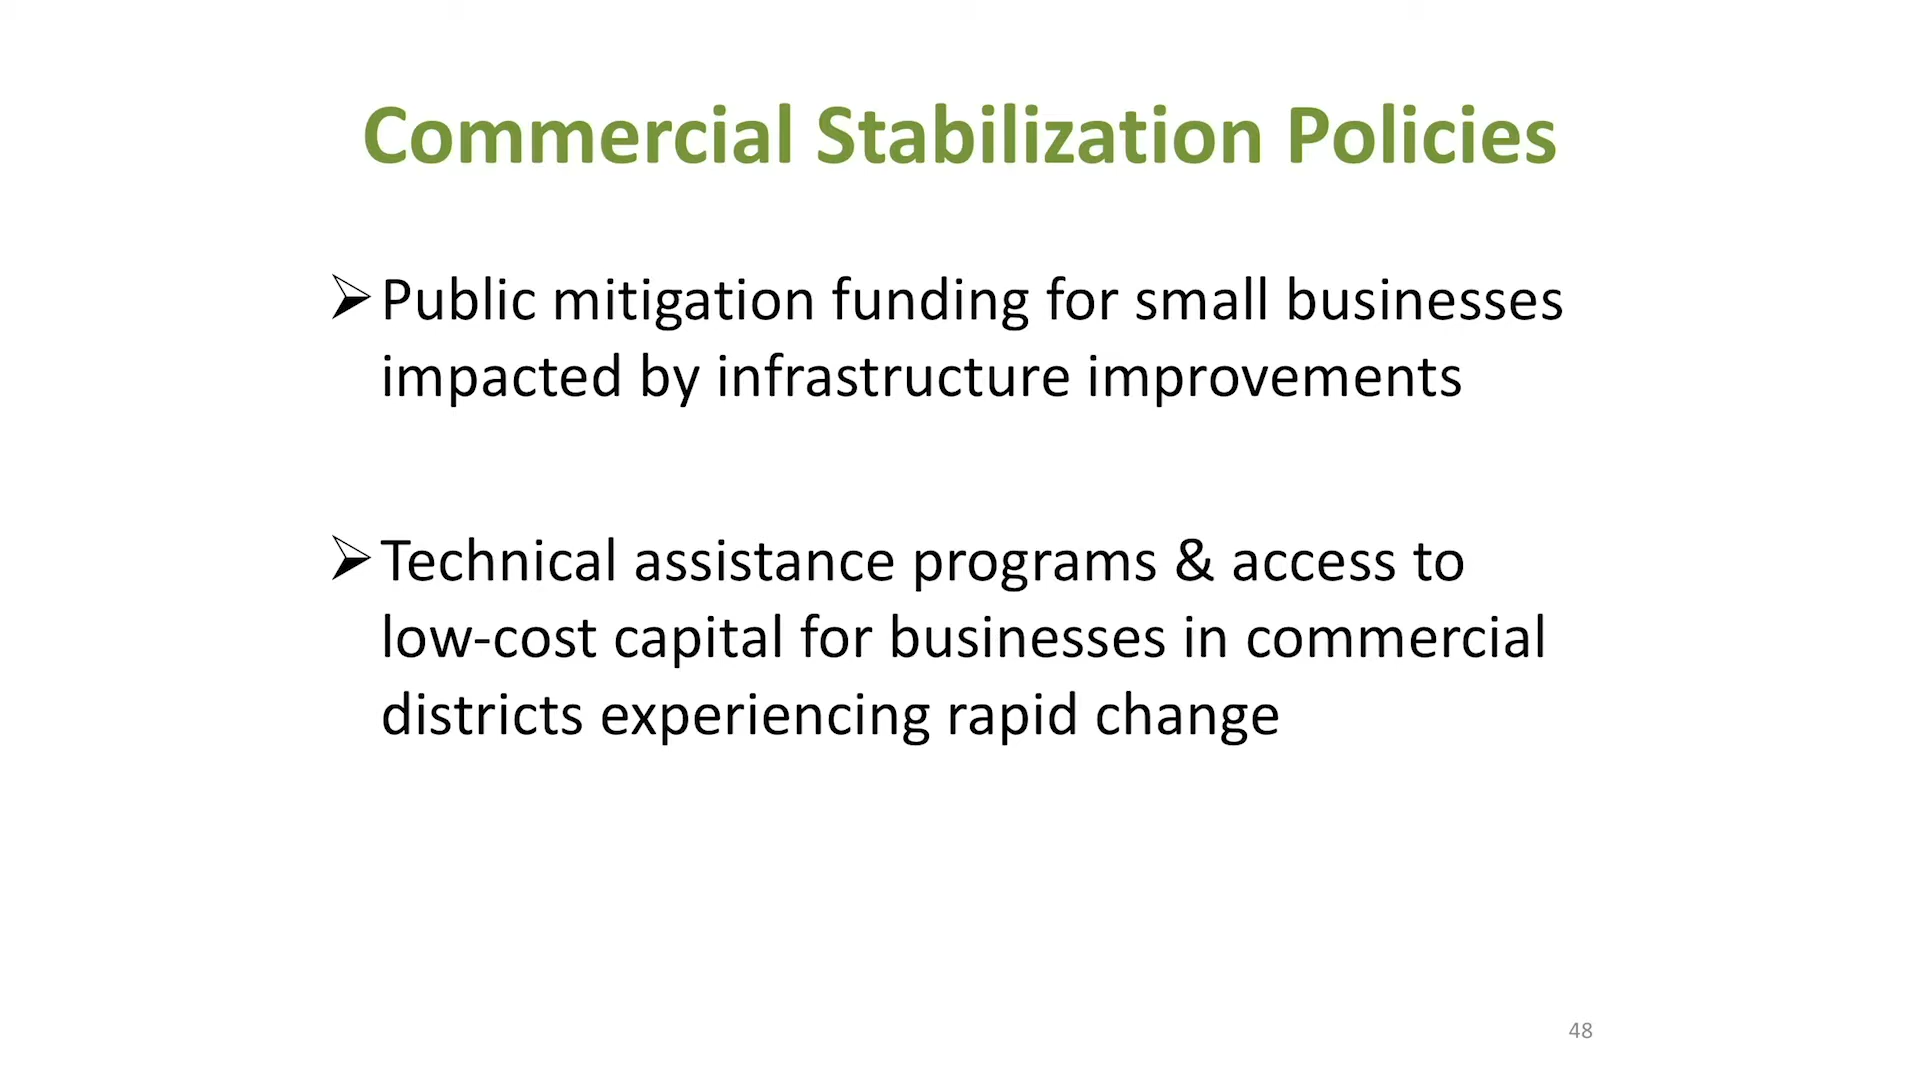 Commercial Stabilization Policies
➢Public mitigation funding for small businesses
impacted by infrastructure improvements
➢Technical assistance programs & access to
low-cost capital for businesses in commercial
districts experiencing rapid change
48